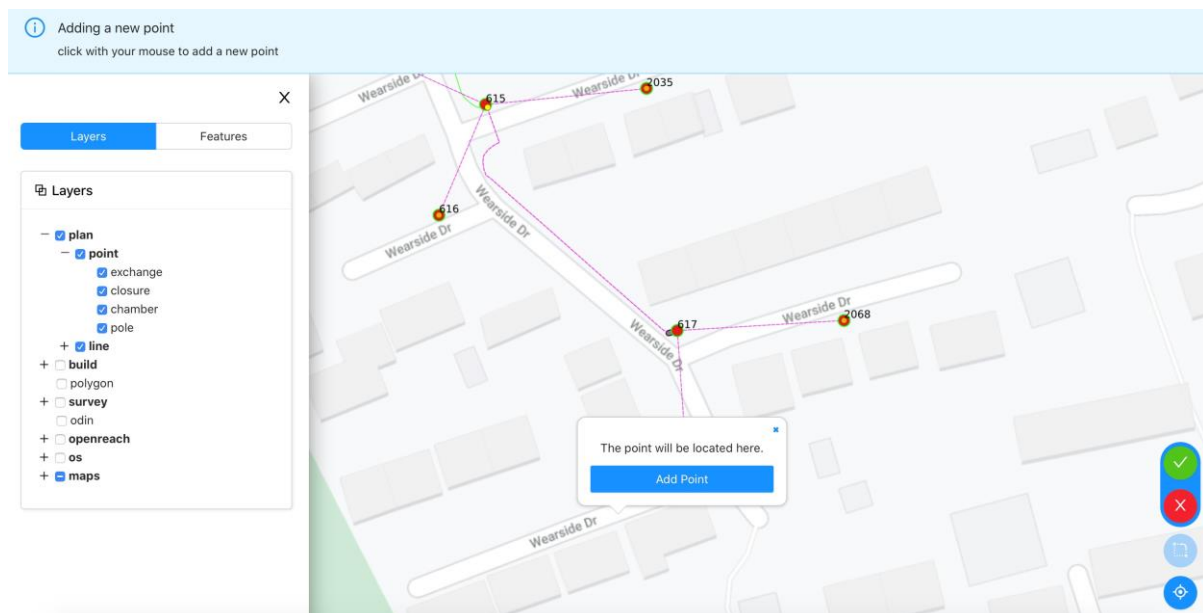 Adding a new point
click with your mouse to add a new point
Layers
Features
Layers
plan
point
exchange
closure
chamber
pole
line
build
polygon
survey
odin
openreach
os
maps
Wearside Dr
615
Wearside Dr
2035
616
Wearside Dr
Wearside Dr
617
Wearside Dr
2068
Wearside Dr
The point will be located here.
Add Point
Wearside Dr